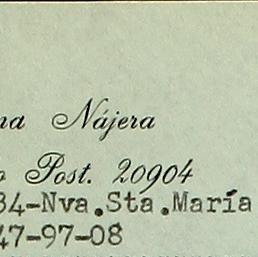 na Nájera
o Post. 20904
34-Nva.Sta.María
47-97-08